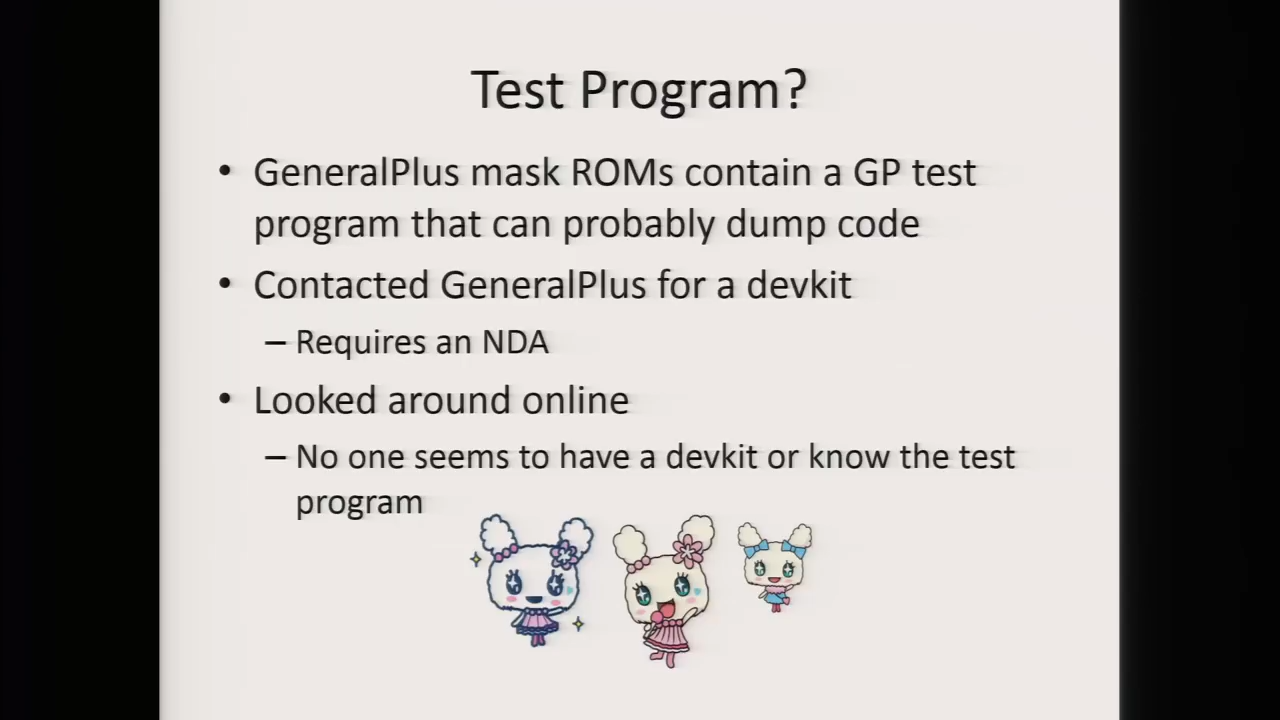 Test Program?
• GeneralPlus mask ROMs contain a GP test
program that can probably dump code
• Contacted GeneralPlus for a devkit
– Requires an NDA
• Looked around online
– No one seems to have a devkit or know the test
program